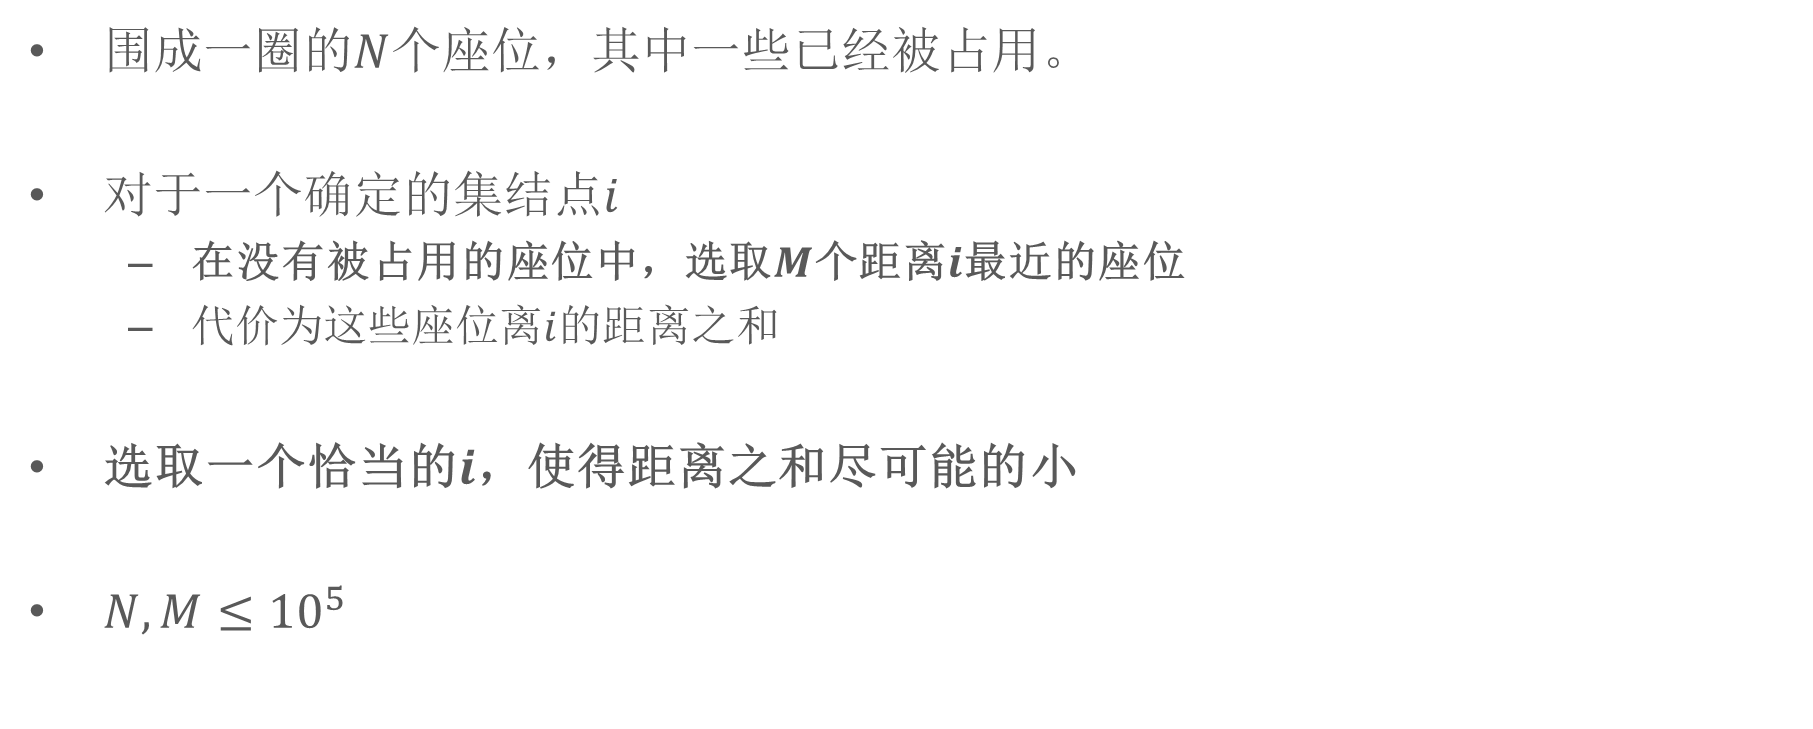 • 围成一圈的N个座位，其中一些已经被占用。
• 对于一个确定的集结点i
– 在没有被占用的座位中，选取M个距离i最近的座位
– 代价为这些座位离i的距离之和
• 选取一个恰当的i，使得距离之和尽可能的小
• N, M ≤ 10⁵